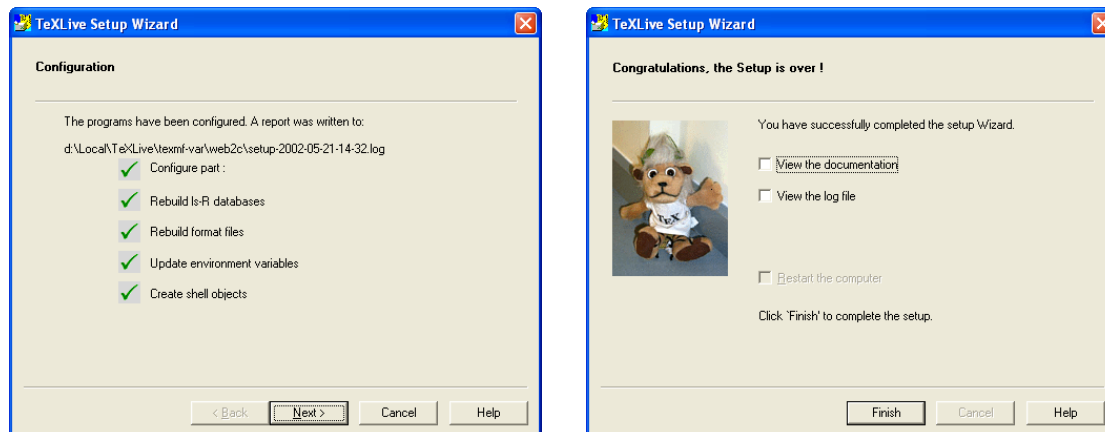 TeXLive Setup Wizard
Configuration
The programs have been configured. A report was written to:
d:\Local\TeXLive\texmf-var\web2c\setup-2002-05-21-14-32.log
Configure part :
Rebuild ls-R databases
Rebuild format files
Update environment variables
Create shell objects
< Back
Next >
Cancel
Help
TeXLive Setup Wizard
Congratulations, the Setup is over !
You have successfully completed the setup Wizard.
View the documentation
View the log file
TEX
Restart the computer
Click `Finish' to complete the setup.
Finish
Cancel
Help